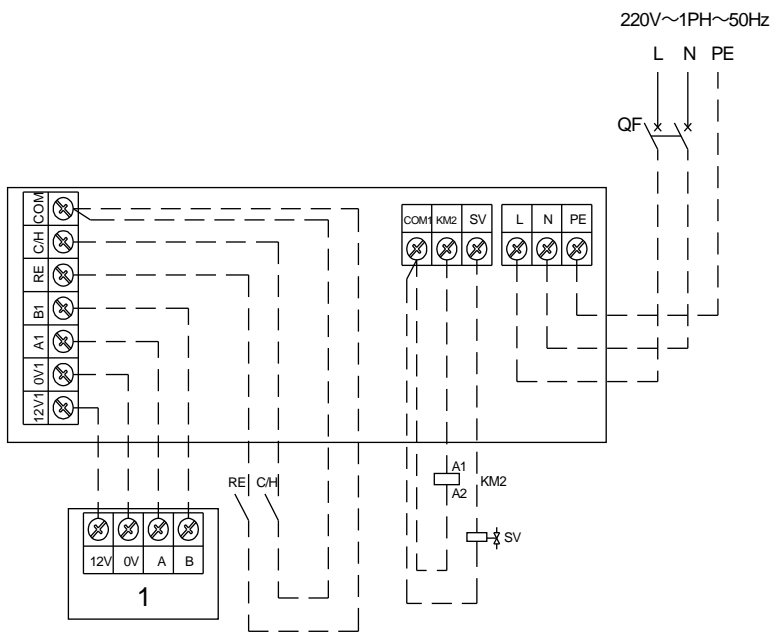 220V～1PH～50Hz
L N PE
QF
COM
C/H
RE
B1
A1
0V1
12V1
COM1 KM2 SV
L N PE
RE C/H
A1
A2
KM2
SV
12V 0V A B
1